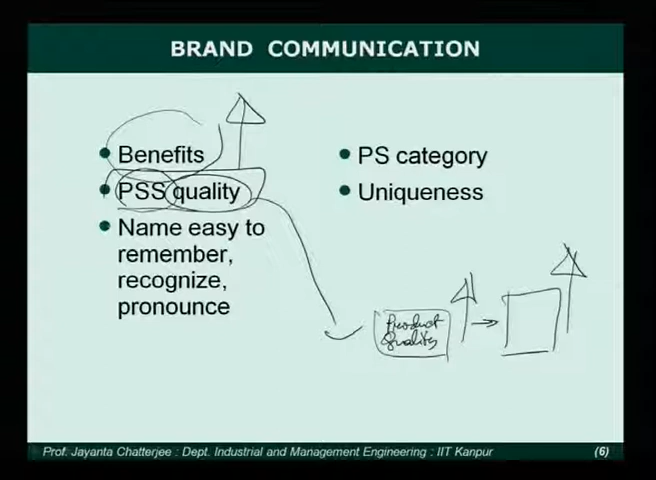 BRAND COMMUNICATION
Benefits
PSS quality
Name easy to
remember,
recognize,
pronounce
PS category
Uniqueness
Product
Quality
Prof. Jayanta Chatterjee : Dept. Industrial and Management Engineering : IIT Kanpur
(6)